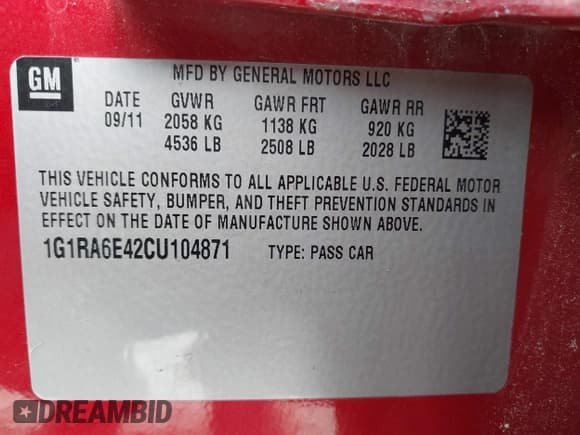 GM
®
MFD BY GENERAL MOTORS LLC
DATE GVWR GAWR FRT GAWR RR
09/11 2058 KG 1138 KG 920 KG
4536 LB 2508 LB 2028 LB
THIS VEHICLE CONFORMS TO ALL APPLICABLE U.S. FEDERAL MOTOR
VEHICLE SAFETY, BUMPER, AND THEFT PREVENTION STANDARDS IN
EFFECT ON THE DATE OF MANUFACTURE SHOWN ABOVE.
1G1RA6E42CU104871 TYPE: PASS CAR
DREAMBID